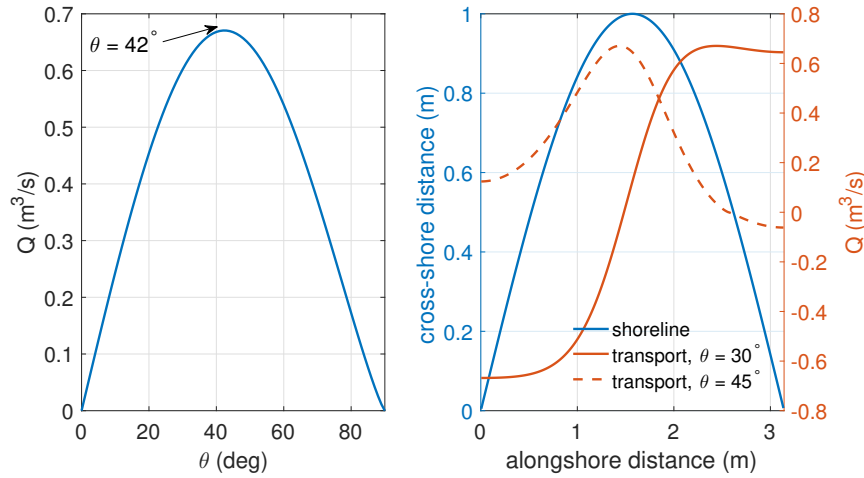 0.7
0.6
0.5
0.4
0.3
0.2
0.1
0
Q (m³/s)
θ = 42°
0 20 40 60 80
θ (deg)
1
0.8
0.6
0.4
0.2
0
cross-shore distance (m)
shoreline
transport, θ = 30°
transport, θ = 45°
0 1 2 3
alongshore distance (m)
0.8
0.6
0.4
0.2
0
-0.2
-0.4
-0.6
-0.8
Q (m³/s)